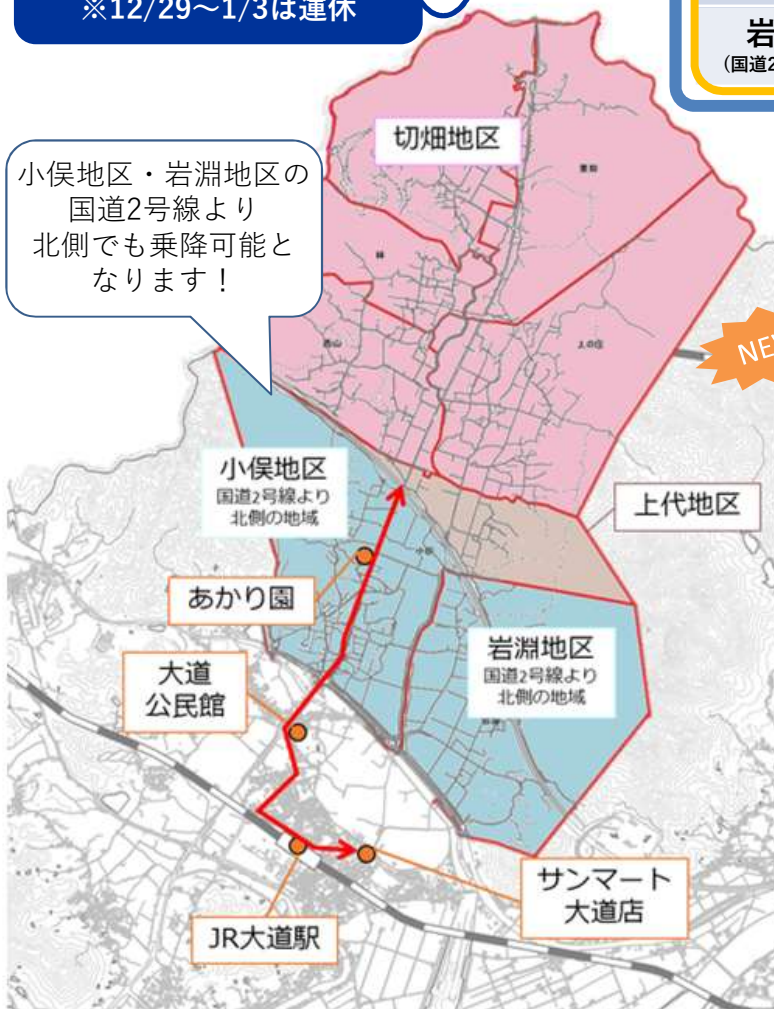 ※12/29～1/3は運休
岩
(国道2
切畑地区
小俣地区・岩淵地区の
国道2号線より
北側でも乗降可能と
なります！
NE
小俣地区
国道2号線より
北側の地域
上代地区
あかり園
岩淵地区
国道2号線より
北側の地域
大道
公民館
サンマート
大道店
JR大道駅